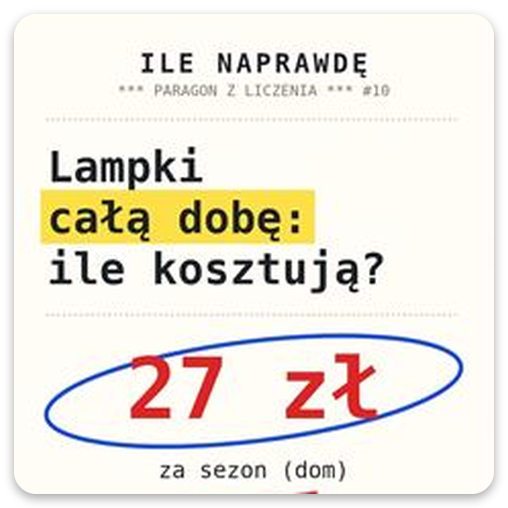 ILE NAPRAWDĘ
*** PARAGON Z LICZENIA *** #10
Lampki
całą dobę:
ile kosztują?
27 zł
za sezon (dom)